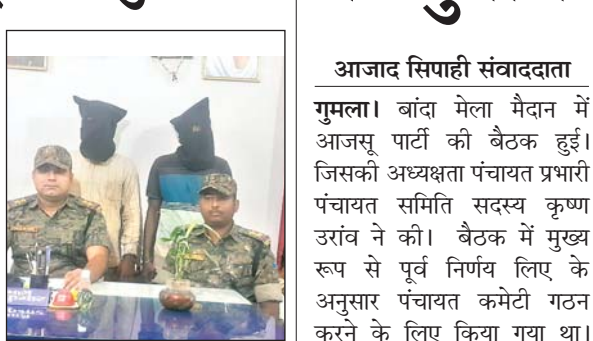 आजाद सिपाही संवाददाता
गुमला। बांदा मेला मैदान में
आजसू पार्टी की बैठक हुई।
जिसकी अध्यक्षता पंचायत प्रभारी
पंचायत समिति सदस्य कृष्ण
उरांव ने की। बैठक में मुख्य
रूप से पूर्व निर्णय लिए के
अनुसार पंचायत कमेटी गठन
करने के लिए किया गया था।